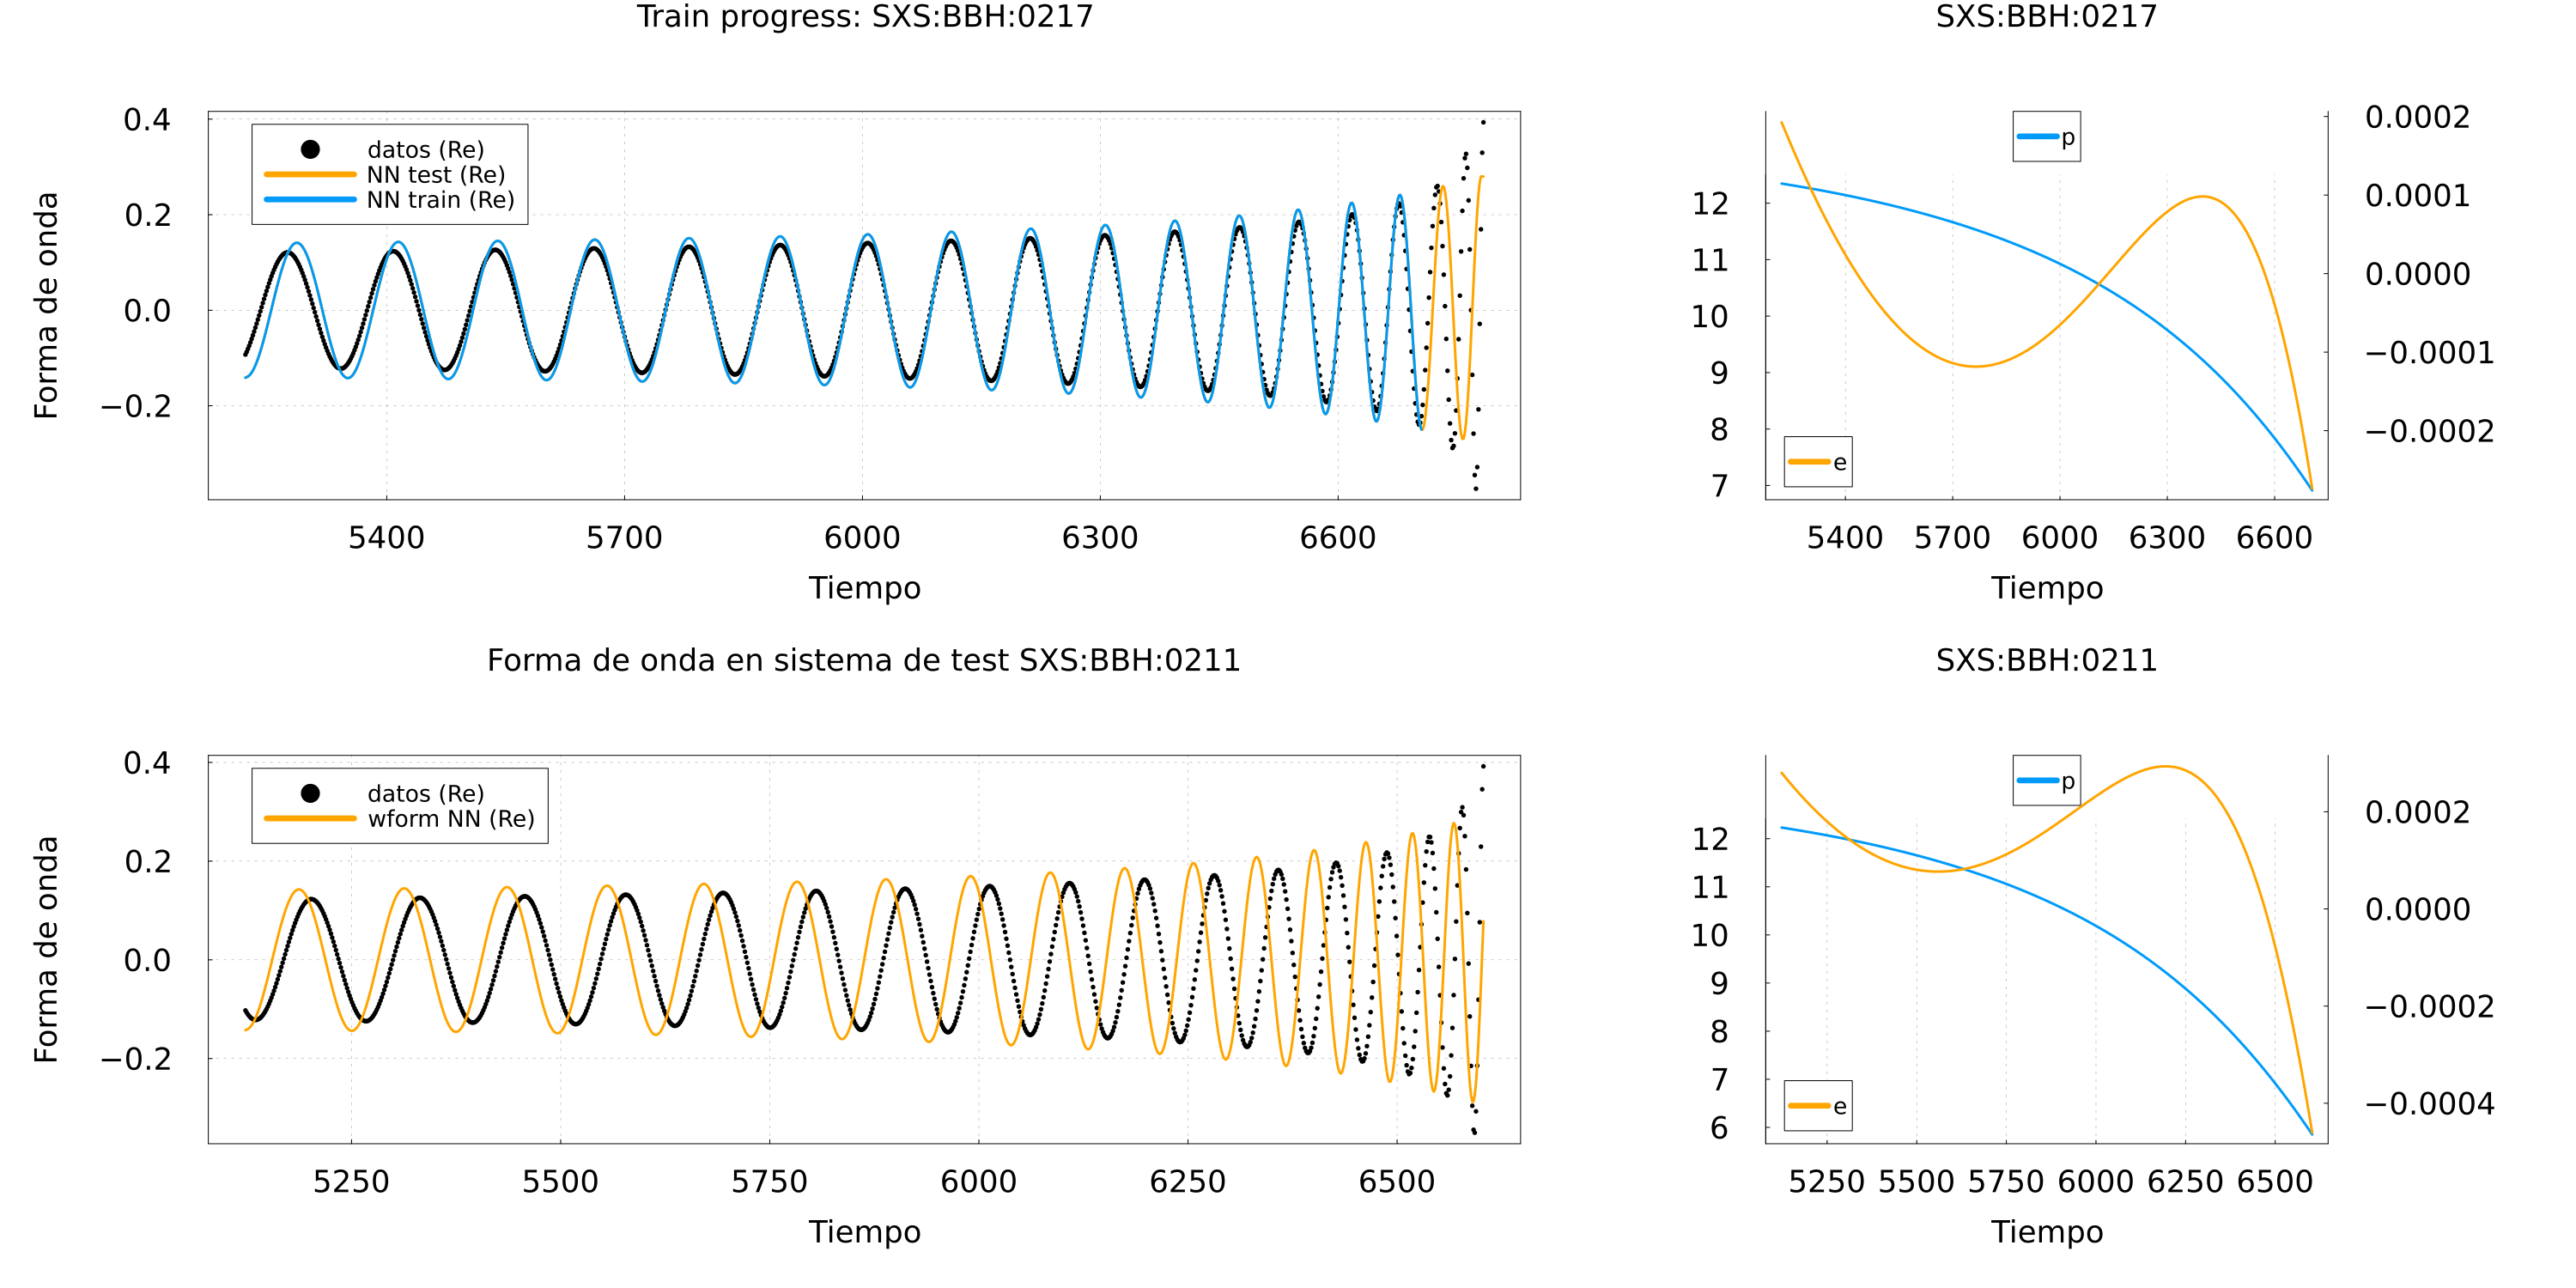 Train progress: SXS:BBH:0217
Forma de onda
0.4
0.2
0.0
−0.2
datos (Re)
NN test (Re)
NN train (Re)
5400 5700 6000 6300 6600
Tiempo
SXS:BBH:0217
12
11
10
9
8
7
p
e
0.0002
0.0001
0.0000
−0.0001
−0.0002
5400 5700 6000 6300 6600
Tiempo
Forma de onda en sistema de test SXS:BBH:0211
Forma de onda
0.4
0.2
0.0
−0.2
datos (Re)
wform NN (Re)
5250 5500 5750 6000 6250 6500
Tiempo
SXS:BBH:0211
12
11
10
9
8
7
6
p
e
0.0002
0.0000
−0.0002
−0.0004
5250 5500 5750 6000 6250 6500
Tiempo